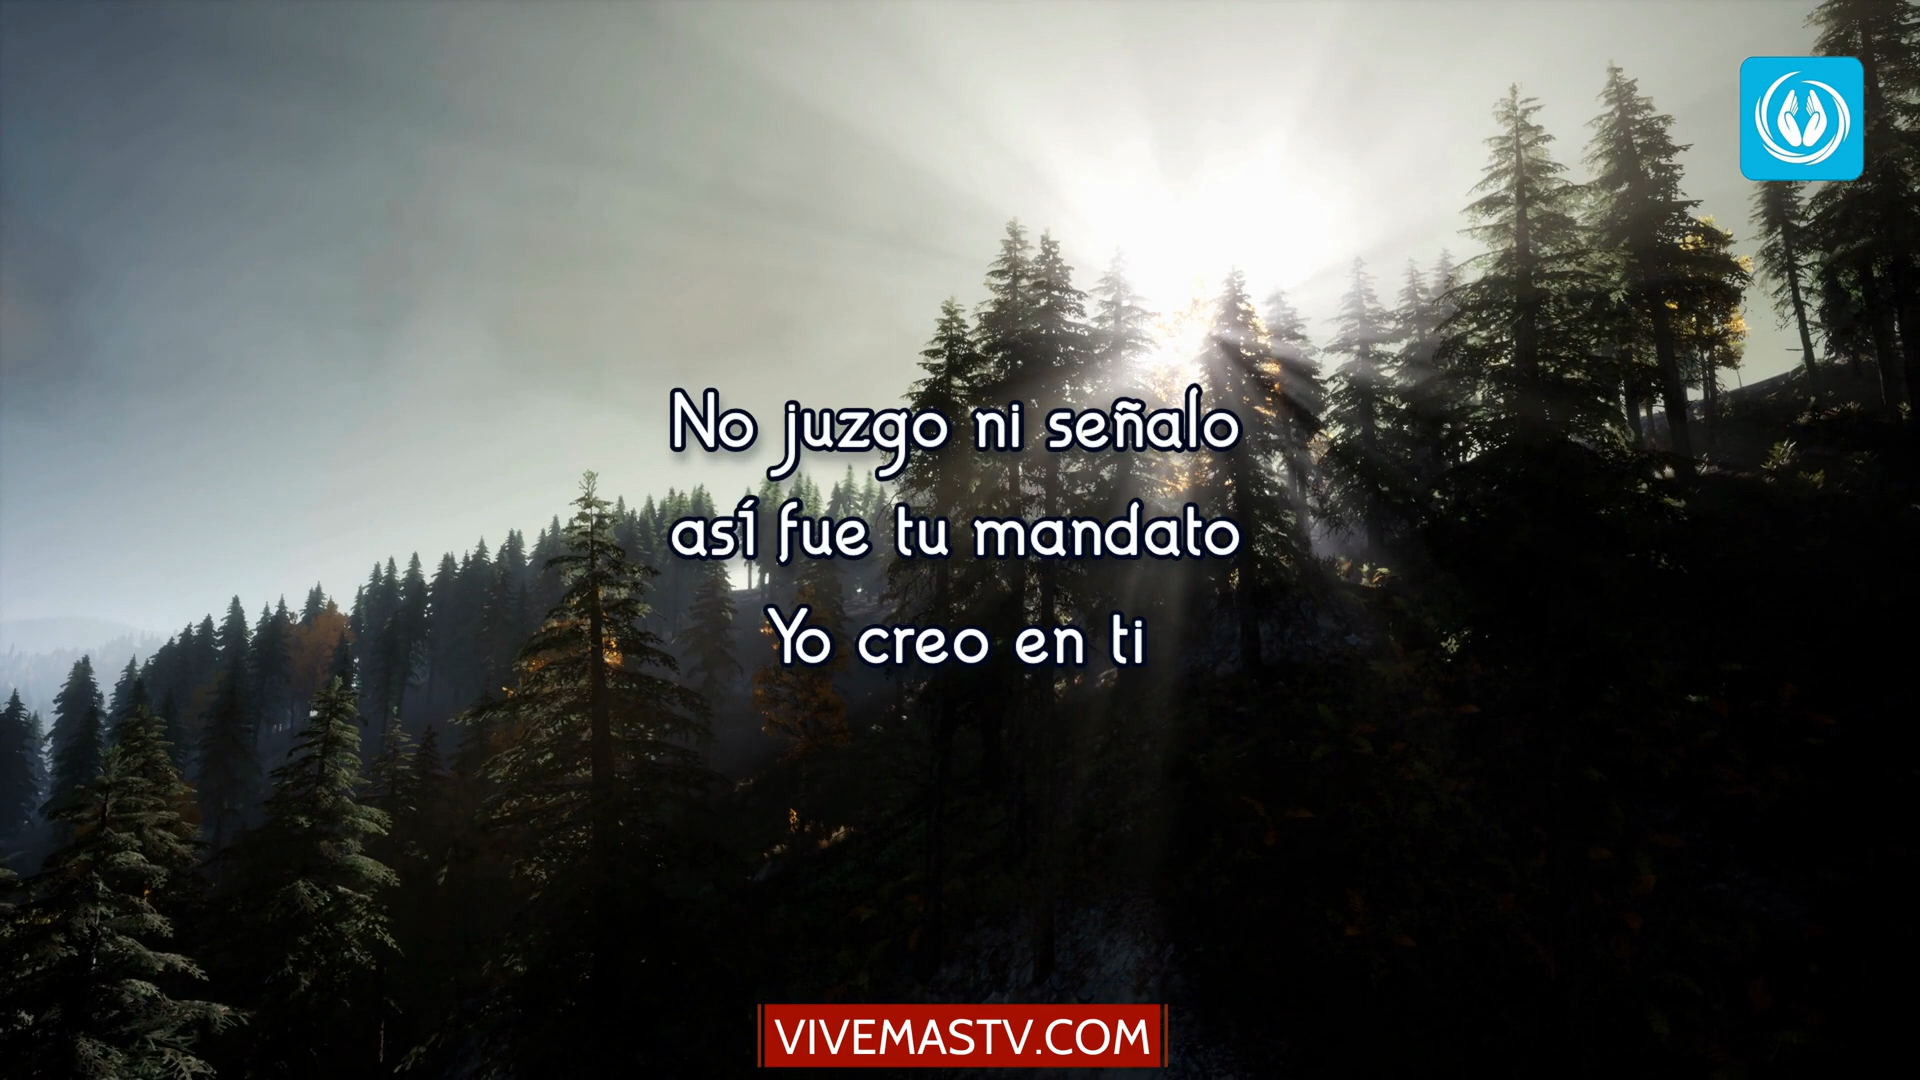 No juzgo ni señalo
así fue tu mandato
Yo creo en ti
VIVEMASTV.COM